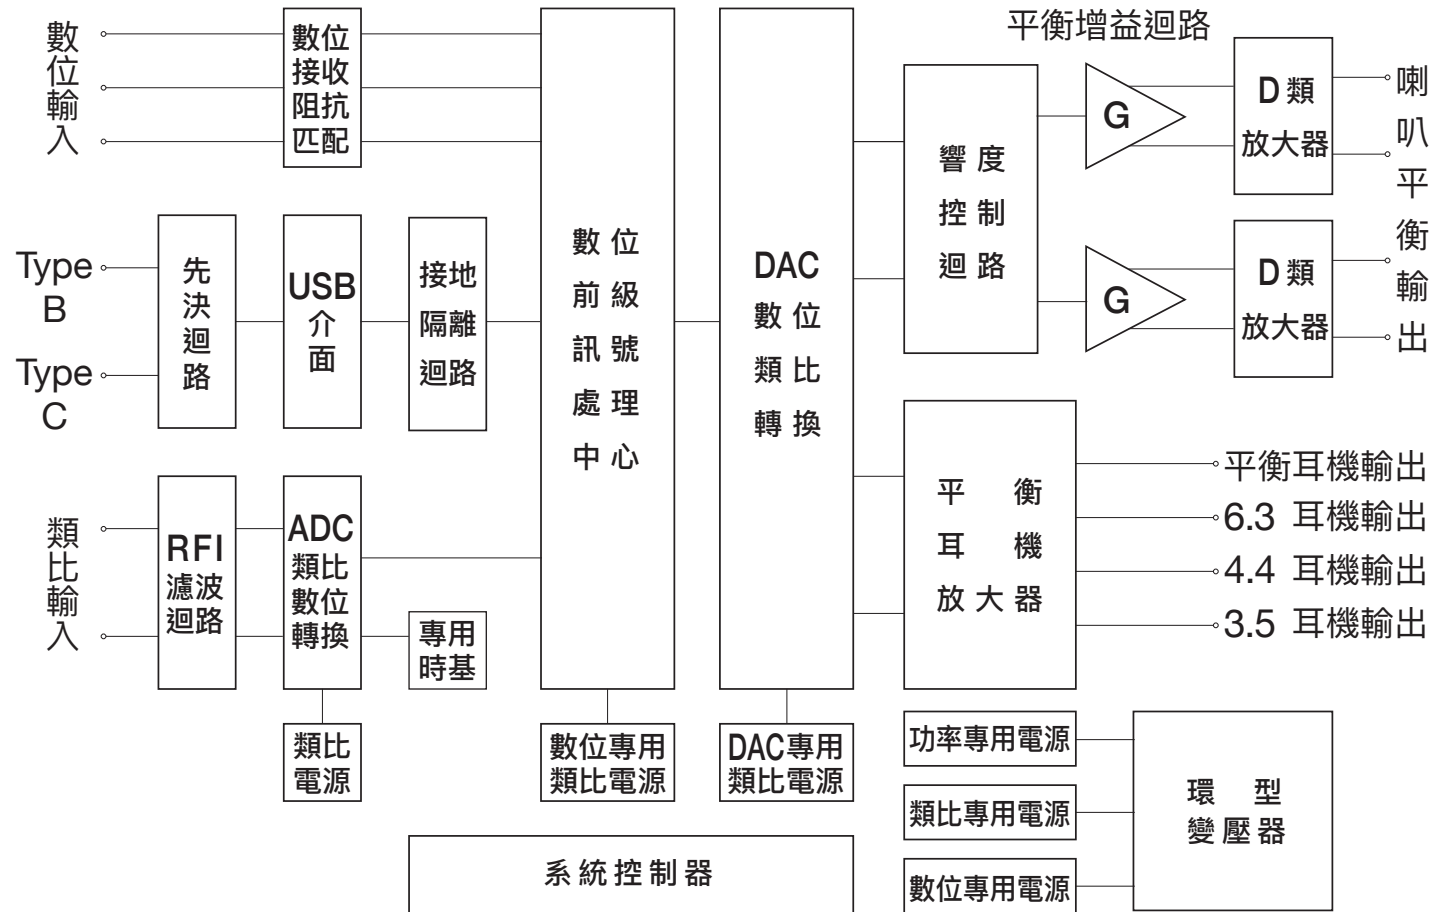 數位輸入
數位
接收
阻抗
匹配
Type
B
Type
C
先決迴路
USB
介
面
接地
隔離
迴路
類比輸入
RFI
濾波
迴路
ADC
類比
數位
轉換
專用
時基
類比
電源
數位
前級
訊號
處理
中心
數位專用
類比電源
DAC
數位
類比
轉換
DAC專用
類比電源
響度
控制
迴路
平衡增益迴路
G
G
D類
放大器
D類
放大器
喇叭平衡輸出
平衡
耳機
放大器
平衡耳機輸出
6.3 耳機輸出
4.4 耳機輸出
3.5 耳機輸出
功率專用電源
類比專用電源
數位專用電源
環型
變壓器
系統控制器